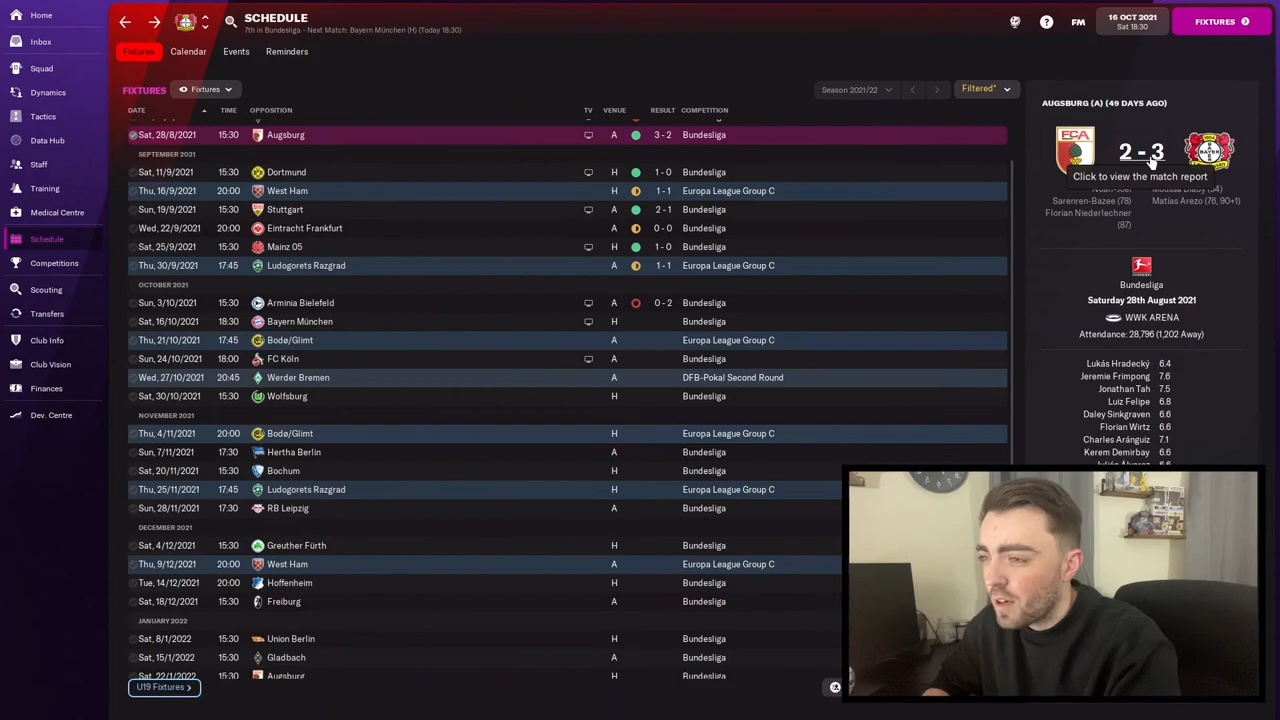 Home
Inbox
Squad
Dynamics
Tactics
Data Hub
Staff
Training
Medical Centre
Schedule
Competitions
Scouting
Transfers
Club Info
Club Vision
Finances
Dev. Centre
SCHEDULE
7th in Bundesliga - Next Match: Bayern München (H) (Today 18:30)
FM
16 OCT 2021
Sat 18:30
FIXTURES
Fixtures Calendar Events Reminders
FIXTURES Fixtures
Season 2021/22
Filtered*
DATE TIME OPPOSITION TV VENUE RESULT COMPETITION
Sat, 28/8/2021 15:30 Augsburg A 3 - 2 Bundesliga
SEPTEMBER 2021
Sat, 11/9/2021 15:30 Dortmund H 1 - 0 Bundesliga
Thu, 16/9/2021 20:00 West Ham H 1 - 1 Europa League Group C
Sun, 19/9/2021 15:30 Stuttgart A 2 - 1 Bundesliga
Wed, 22/9/2021 20:00 Eintracht Frankfurt A 0 - 0 Bundesliga
Sat, 25/9/2021 15:30 Mainz 05 H 1 - 0 Bundesliga
Thu, 30/9/2021 17:45 Ludogorets Razgrad A 1 - 1 Europa League Group C
OCTOBER 2021
Sun, 3/10/2021 15:30 Arminia Bielefeld A 0 - 2 Bundesliga
Sat, 16/10/2021 18:30 Bayern München H Bundesliga
Thu, 21/10/2021 17:45 Bodø/Glimt A Europa League Group C
Sun, 24/10/2021 18:00 FC Köln A Bundesliga
Wed, 27/10/2021 20:45 Werder Bremen A DFB-Pokal Second Round
Sat, 30/10/2021 15:30 Wolfsburg H Bundesliga
NOVEMBER 2021
Thu, 4/11/2021 20:00 Bodø/Glimt H Europa League Group C
Sun, 7/11/2021 17:30 Hertha Berlin A Bundesliga
Sat, 20/11/2021 15:30 Bochum H Bundesliga
Thu, 25/11/2021 17:45 Ludogorets Razgrad H Europa League Group C
Sun, 28/11/2021 17:30 RB Leipzig A Bundesliga
DECEMBER 2021
Sat, 4/12/2021 15:30 Greuther Fürth H Bundesliga
Thu, 9/12/2021 20:00 West Ham A Europa League Group C
Tue, 14/12/2021 20:00 Hoffenheim H Bundesliga
Sat, 18/12/2021 15:30 Freiburg A Bundesliga
JANUARY 2022
Sat, 8/1/2022 15:30 Union Berlin H Bundesliga
Sat, 15/1/2022 15:30 Gladbach A Bundesliga
Sat, 22/1/2022 15:30 Augsburg H Bundesliga
U19 Fixtures
AUGSBURG (A) (49 DAYS AGO)
FCA
2 - 3
Click to view the match report
Sarenren-Bazee (78) Matías Arezo (76, 90+1)
Florian Niederlechner
(87)
Bundesliga
Saturday 28th August 2021
WWK ARENA
Attendance: 28,796 (1,202 Away)
Lukás Hradecký 6.4
Jeremie Frimpong 7.6
Jonathan Tah 7.5
Luiz Felipe 6.8
Daley Sinkgraven 6.6
Florian Wirtz 6.6
Charles Aránguiz 7.1
Kerem Demirbay 6.6